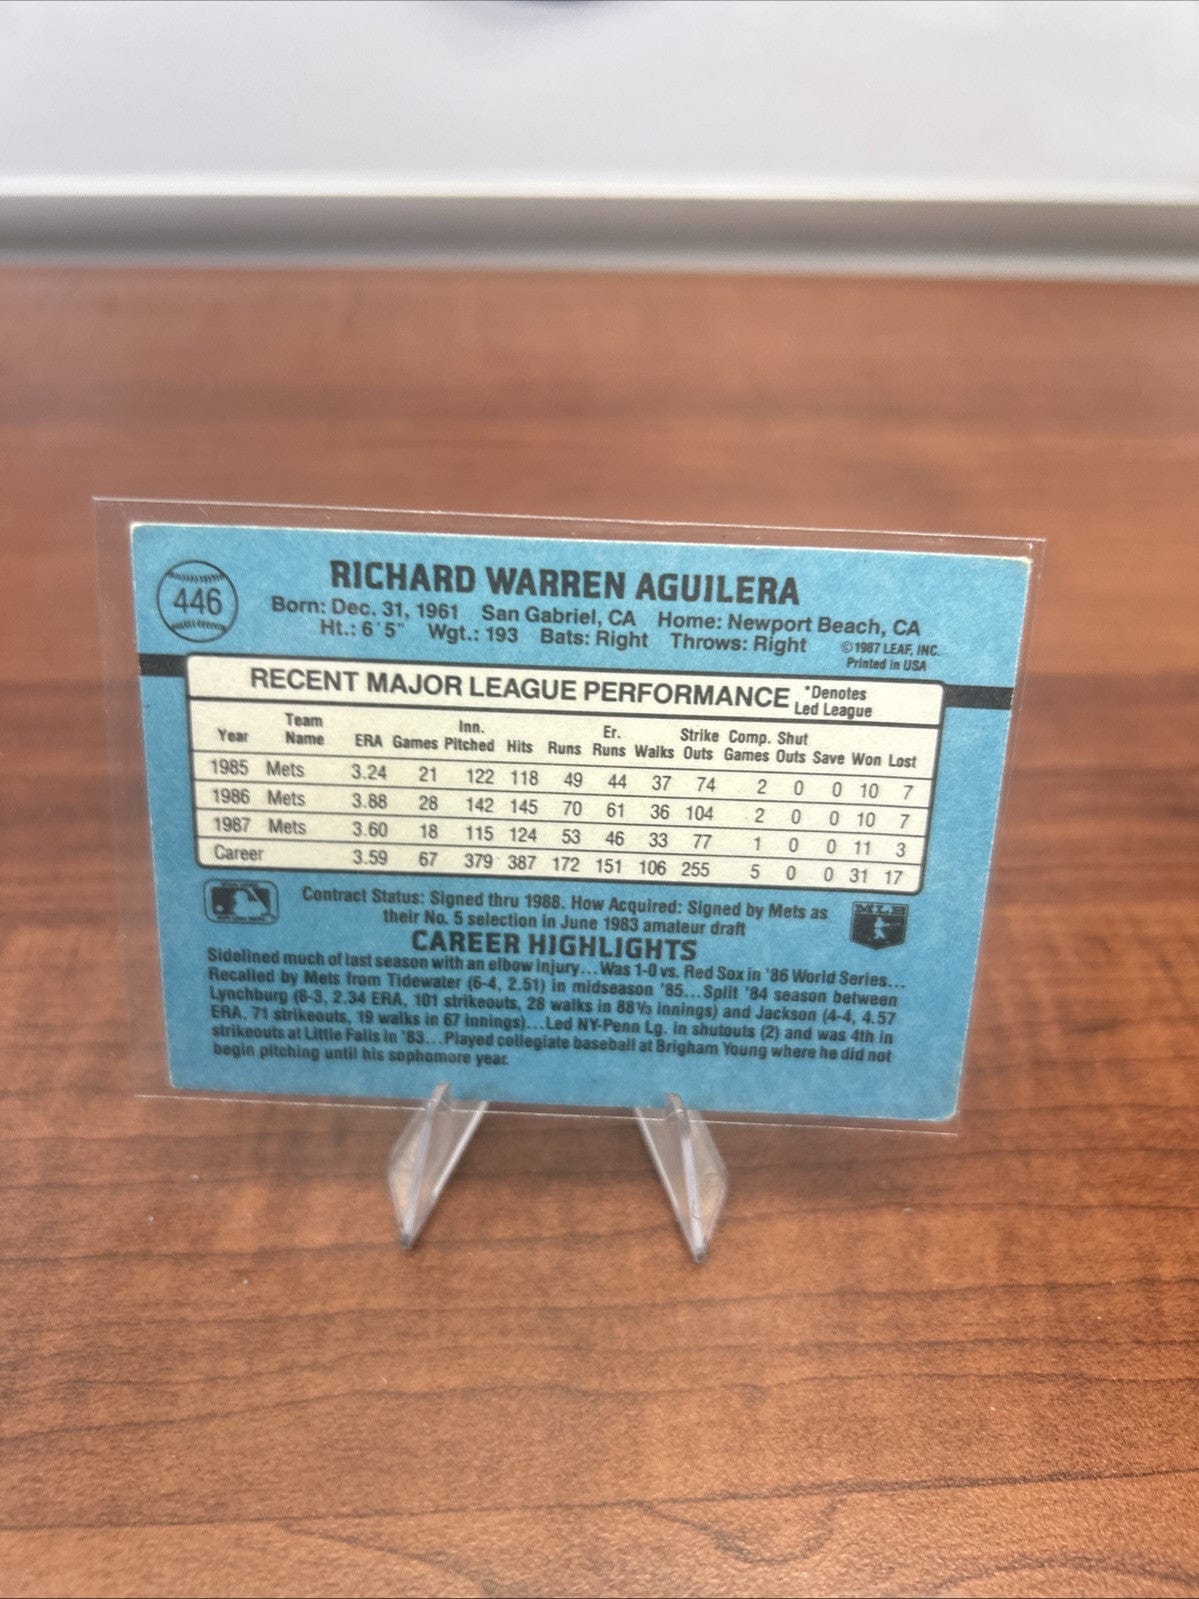 446
RICHARD WARREN AGUILERA
Born: Dec. 31, 1961 San Gabriel, CA Home: Newport Beach, CA
Ht.: 6'5" Wgt.: 193 Bats: Right Throws: Right
©1987 LEAF, INC.
Printed in USA
RECENT MAJOR LEAGUE PERFORMANCE *Denotes Led League
Year Team Name ERA Games Inn. Pitched Hits Runs Er. Runs Walks Strike Outs Comp. Games Shut Outs Save Won Lost
1985 Mets 3.24 21 122 118 49 44 37 74 2 0 0 10 7
1986 Mets 3.88 28 142 145 70 61 36 104 2 0 0 10 7
1987 Mets 3.60 18 115 124 53 46 33 77 1 0 0 11 3
Career 3.59 67 379 387 172 151 106 255 5 0 0 31 17
Contract Status: Signed thru 1988. How Acquired: Signed by Mets as
their No. 5 selection in June 1983 amateur draft
MLB
CAREER HIGHLIGHTS
Sidelined much of last season with an elbow injury...Was 1-0 vs. Red Sox in '86 World Series...
Recalled by Mets from Tidewater (6-4, 2.51) in midseason '85...Split '84 season between
Lynchburg (8-3, 2.34 ERA, 101 strikeouts, 28 walks in 88⅓ innings) and Jackson (4-4, 4.57
ERA, 71 strikeouts, 19 walks in 67 innings)...Led NY-Penn Lg. in shutouts (2) and was 4th in
strikeouts at Little Falls in '83...Played collegiate baseball at Brigham Young where he did not
begin pitching until his sophomore year.